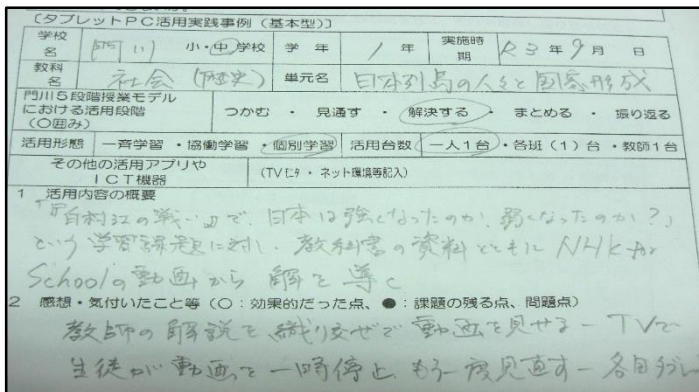 〔タブレットPC活用実践事例(基本型)〕
学校名 門川 小・中学校 学年 1年 実施時期 R3年9月 日
教科名 社会(歴史) 単元名 日本列島の人々と国家形成
門川5段階授業モデルにおける活用段階(○囲み) つかむ ・ 見通す ・ 解決する ・ まとめる ・ 振り返る
活用形態 一斉学習 ・ 協働学習 ・ 個別学習 活用台数 一人1台 ・ 各班(1)台 ・ 教師1台
その他の活用アプリやICT機器 (TVモニタ ・ ネット環境等記入)
1 活用内容の概要
「『白村江の戦い』で、日本は強くなったのか、弱くなったのか?」
という学習課題に対し、教科書の資料とともにNHK for
Schoolの動画から解を導く
2 感想・気付いたこと等(○:効果的だった点、●:課題の残る点、問題点)
教師の解説を織り交ぜて動画を見せる―TVで
生徒が動画を一時停止、もう一度見直す―各自タブレ